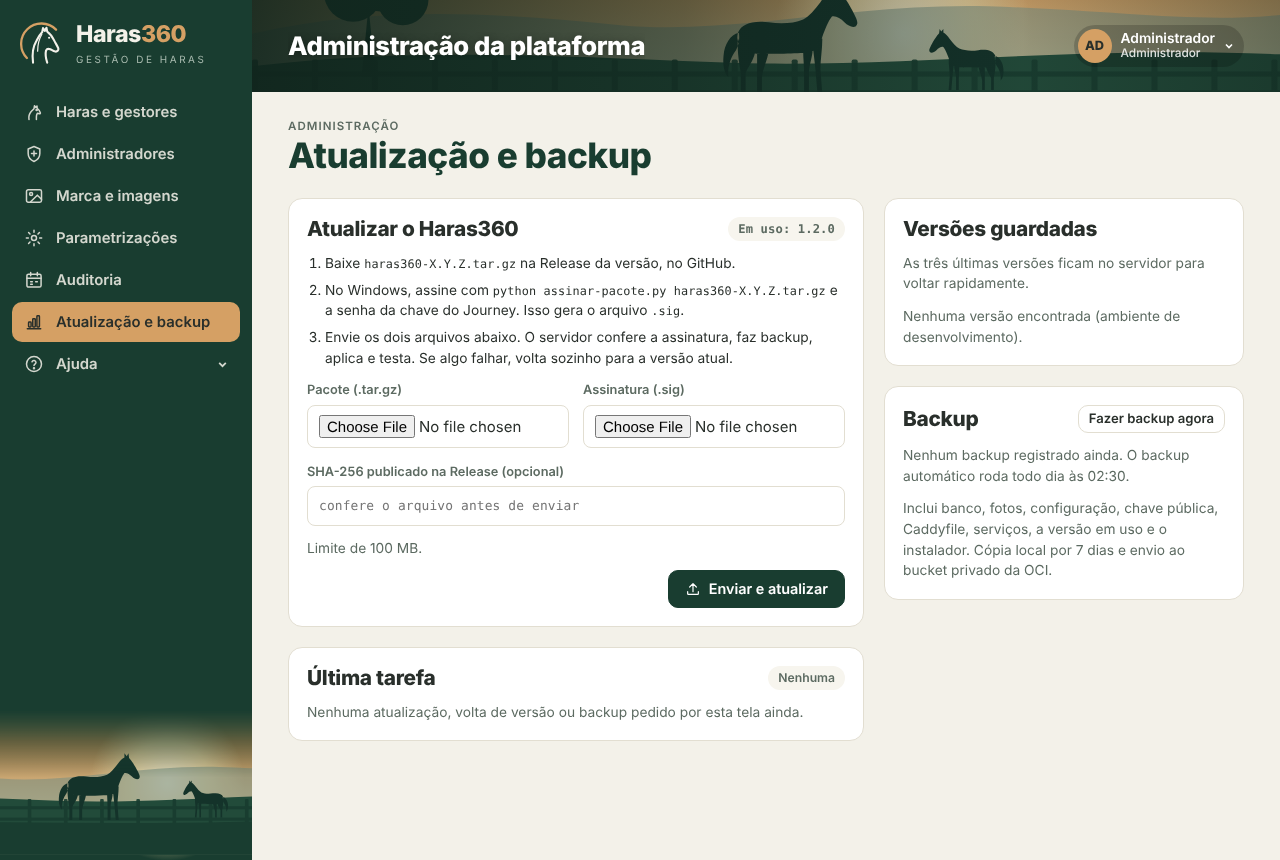 Haras360
GESTÃO DE HARAS
Haras e gestores
Administradores
Marca e imagens
Parametrizações
Auditoria
Atualização e backup
Ajuda
Administração da plataforma
AD
Administrador
Administrador
ADMINISTRAÇÃO
Atualização e backup
Atualizar o Haras360
Em uso: 1.2.0
1. Baixe haras360-X.Y.Z.tar.gz na Release da versão, no GitHub.
2. No Windows, assine com python assinar-pacote.py haras360-X.Y.Z.tar.gz e
a senha da chave do Journey. Isso gera o arquivo .sig.
3. Envie os dois arquivos abaixo. O servidor confere a assinatura, faz backup,
aplica e testa. Se algo falhar, volta sozinho para a versão atual.
Pacote (.tar.gz)
Choose File No file chosen
Assinatura (.sig)
Choose File No file chosen
SHA-256 publicado na Release (opcional)
confere o arquivo antes de enviar
Limite de 100 MB.
Enviar e atualizar
Última tarefa
Nenhuma
Nenhuma atualização, volta de versão ou backup pedido por esta tela ainda.
Versões guardadas
As três últimas versões ficam no servidor para
voltar rapidamente.
Nenhuma versão encontrada (ambiente de
desenvolvimento).
Backup
Fazer backup agora
Nenhum backup registrado ainda. O backup
automático roda todo dia às 02:30.
Inclui banco, fotos, configuração, chave pública,
Caddyfile, serviços, a versão em uso e o
instalador. Cópia local por 7 dias e envio ao
bucket privado da OCI.